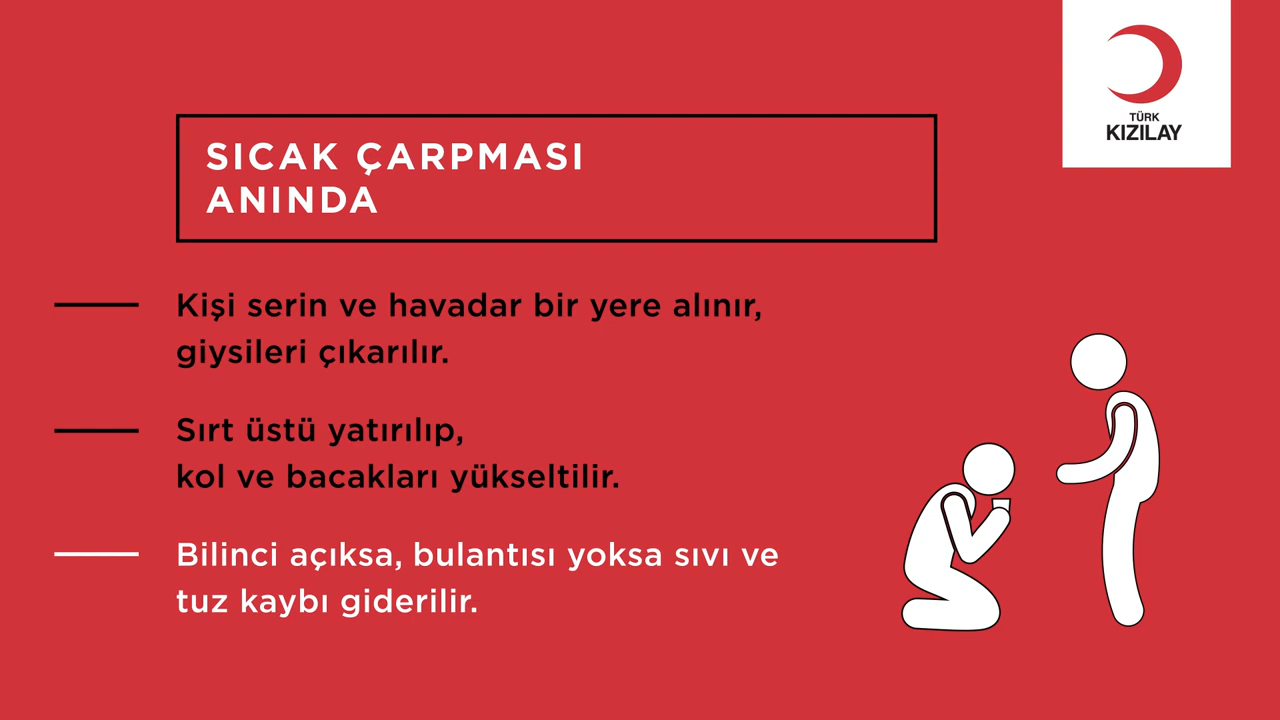 TÜRK
KIZILAY
SICAK ÇARPMASI
ANINDA
Kişi serin ve havadar bir yere alınır,
giysileri çıkarılır.
Sırt üstü yatırılıp,
kol ve bacakları yükseltilir.
Bilinci açıksa, bulantısı yoksa sıvı ve
tuz kaybı giderilir.